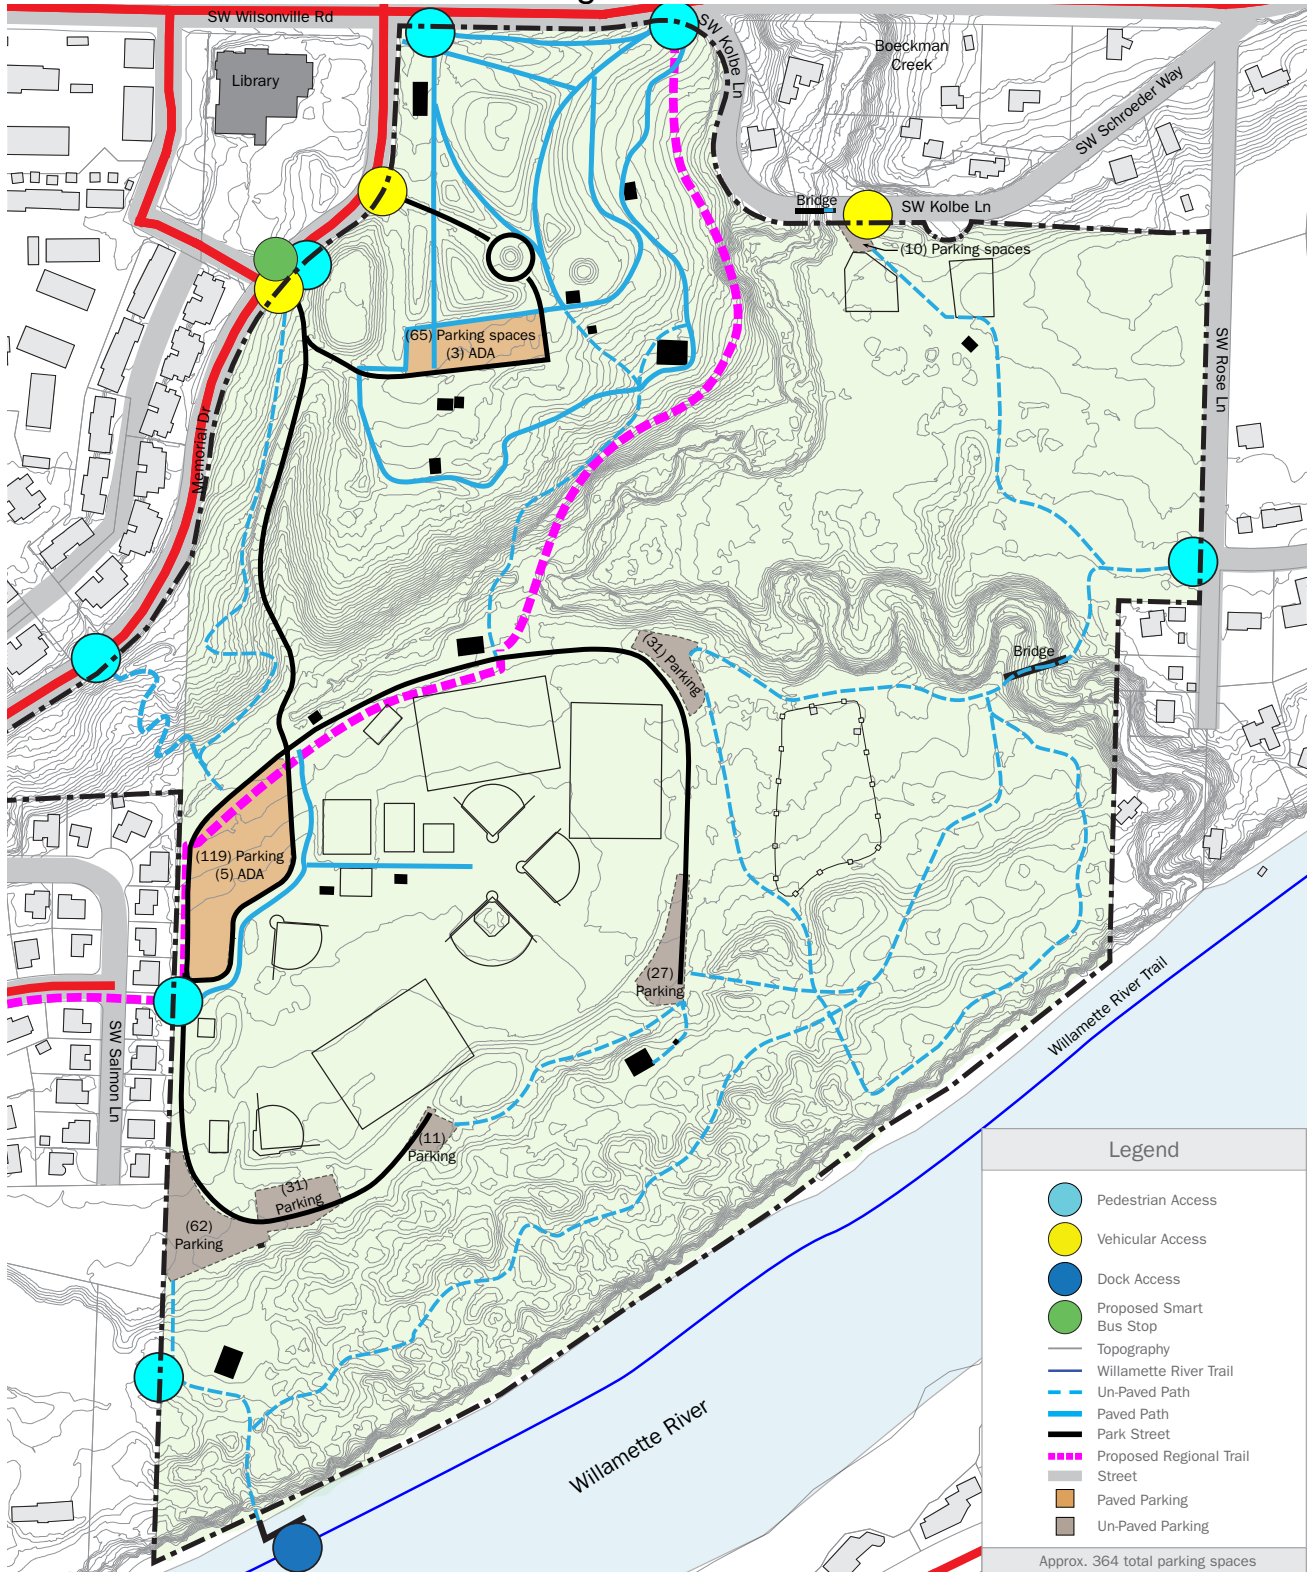 SW Wilsonville Rd
SW Kolbe Ln
Boeckman
Creek
Library
SW Schroeder Way
Bridge
SW Kolbe Ln
(10) Parking spaces
(65) Parking spaces
(3) ADA
SW Rose Ln
Memorial Dr
(31) Parking
Bridge
(119) Parking
(5) ADA
(27)
Parking
Willamette River Trail
SW Salmon Ln
(11)
Parking
(31)
Parking
(62)
Parking
Willamette River
Legend
Pedestrian Access
Vehicular Access
Dock Access
Proposed Smart
Bus Stop
Topography
Willamette River Trail
Un-Paved Path
Paved Path
Park Street
Proposed Regional Trail
Street
Paved Parking
Un-Paved Parking
Approx. 364 total parking spaces